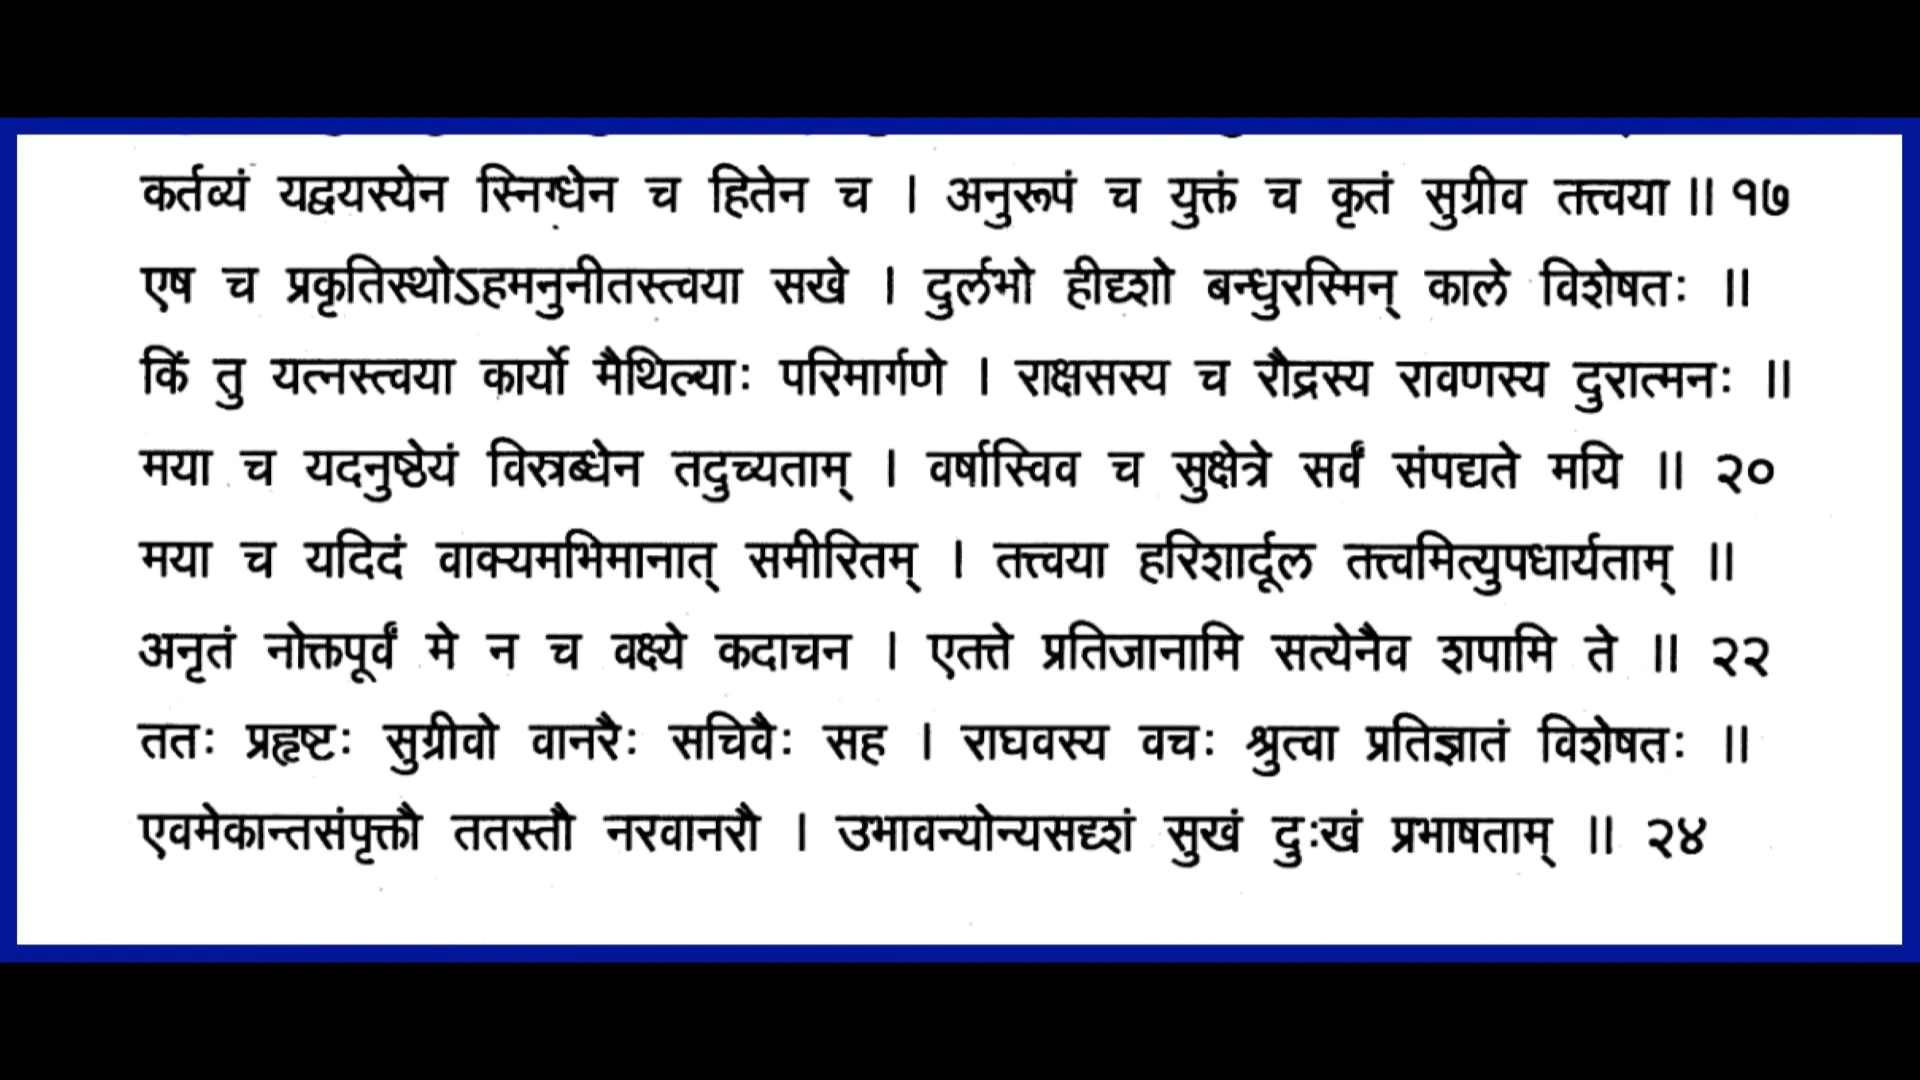 कर्तव्यं यद्वयस्येन स्निग्धेन च हितेन च । अनुरूपं च युक्तं च कृतं सुग्रीव तत्त्वया ॥ १७
एष च प्रकृतिस्थोऽहमनुनीतस्त्वया सखे । दुर्लभो हीदृशो बन्धुरस्मिन् काले विशेषतः ॥
किं तु यत्नस्त्वया कार्यो मैथिल्याः परिमार्गणे । राक्षसस्य च रौद्रस्य रावणस्य दुरात्मनः ॥
मया च यदनुष्ठेयं विस्रब्धेन तदुच्यताम् । वर्षास्विव च सुक्षेत्रे सर्वं संपद्यते मयि ॥ २०
मया च यदिदं वाक्यमभिमानात् समीरितम् । तत्त्वया हरिशार्दूल तत्त्वमित्युपधार्यताम् ॥
अनृतं नोक्तपूर्वं मे न च वक्ष्ये कदाचन । एतत्ते प्रतिजानामि सत्येनैव शपामि ते ॥ २२
ततः प्रहृष्टः सुग्रीवो वानरैः सचिवैः सह । राघवस्य वचः श्रुत्वा प्रतिज्ञातं विशेषतः ॥
एवमेकान्तसंपृक्तौ ततस्तौ नरवानरौ । उभावन्योन्यसदृशं सुखं दुःखं प्रभाषताम् ॥ २४